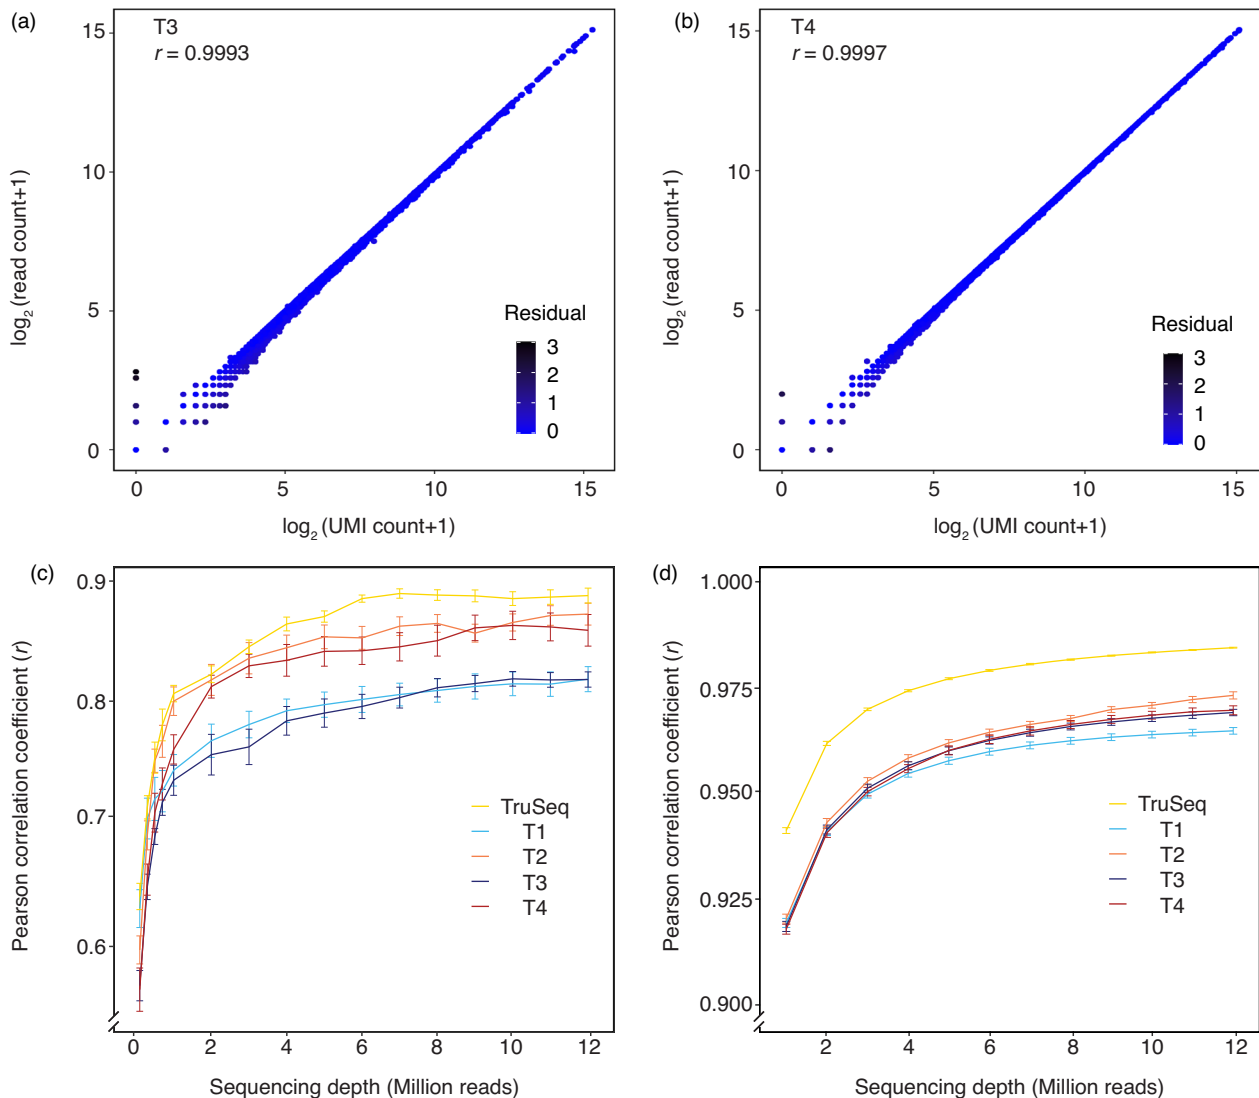 (a)
T3
r = 0.9993
15
10
5
0
log2 (read count+1)
Residual
3
2
1
0
0 5 10 15
log2 (UMI count+1)
(b)
T4
r = 0.9997
15
10
5
0
log2 (read count+1)
Residual
3
2
1
0
0 5 10 15
log2 (UMI count+1)
(c)
0.9
0.8
0.7
0.6
Pearson correlation coefficient (r)
TruSeq
T1
T2
T3
T4
0 2 4 6 8 10 12
Sequencing depth (Million reads)
(d)
1.000
0.975
0.950
0.925
0.900
Pearson correlation coefficient (r)
TruSeq
T1
T2
T3
T4
2 4 6 8 10 12
Sequencing depth (Million reads)